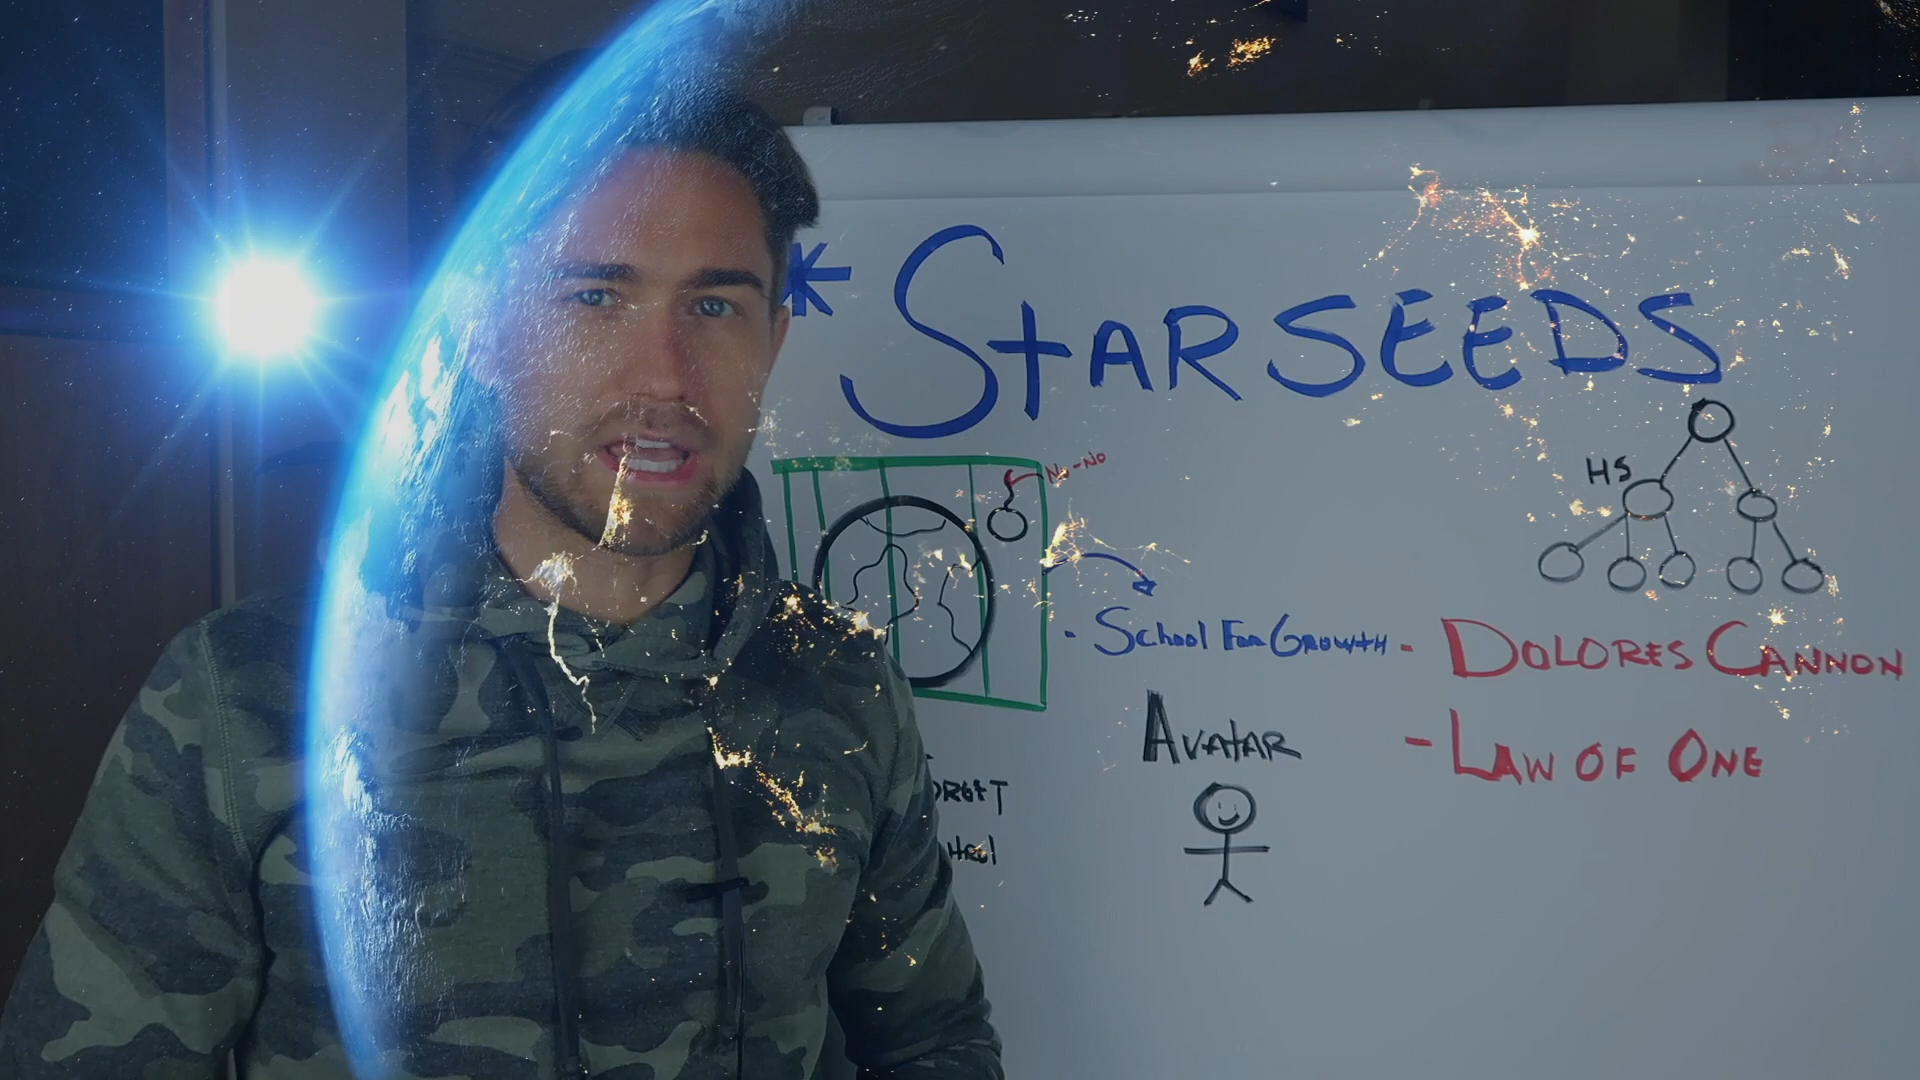 * STARSEEDS
HS
No-No
- School For Growth
- DOLORES CANNON
AVATAR
- LAW OF ONE